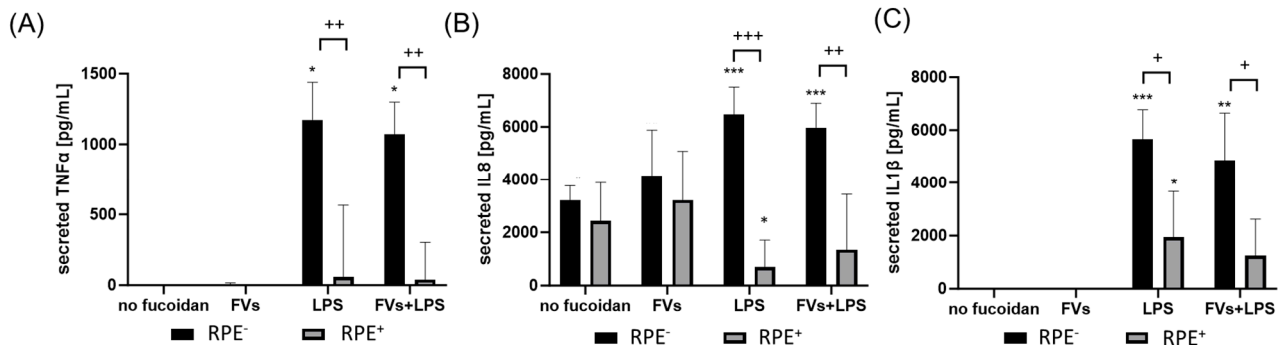 (A)
++
++
*
*
secreted TNFα [pg/mL]
1500
1000
500
0
no fucoidan FVs LPS FVs+LPS
RPE⁻ RPE⁺
(B)
+++
++
***
***
*
secreted IL8 [pg/mL]
8000
6000
4000
2000
0
no fucoidan FVs LPS FVs+LPS
RPE⁻ RPE⁺
(C)
+
+
***
**
*
secreted IL1β [pg/mL]
8000
6000
4000
2000
0
no fucoidan FVs LPS FVs+LPS
RPE⁻ RPE⁺